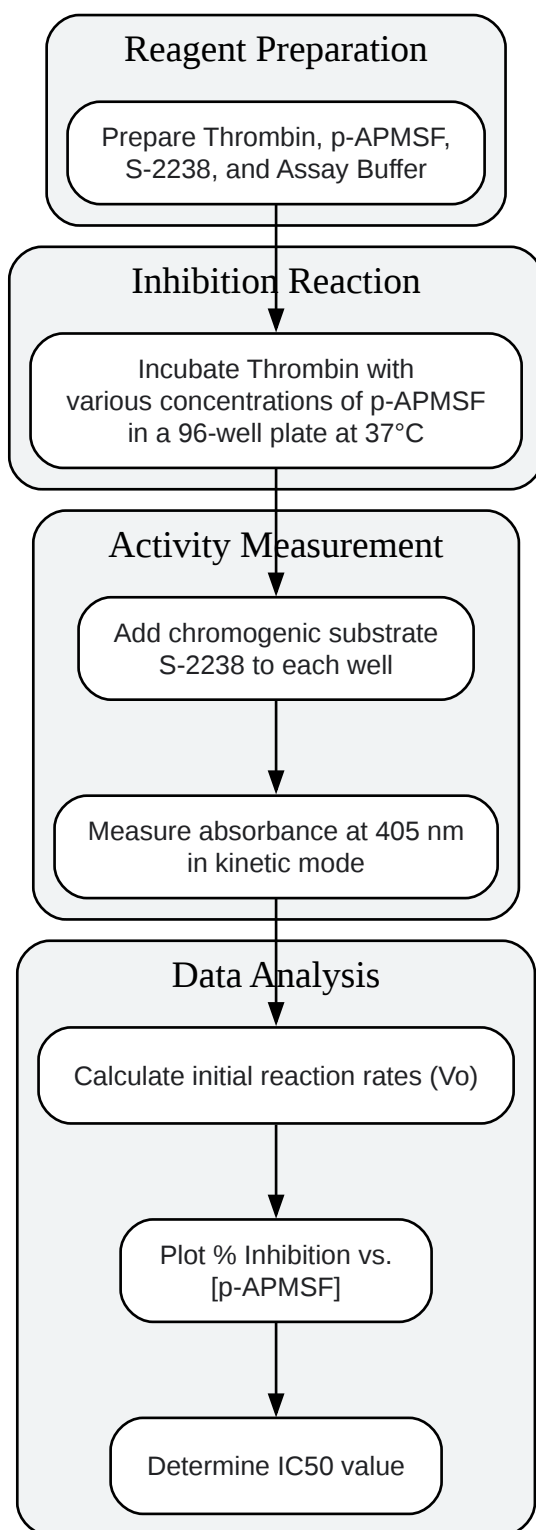 Reagent Preparation
Prepare Thrombin, p-APMSF,
S-2238, and Assay Buffer
Inhibition Reaction
Incubate Thrombin with
various concentrations of p-APMSF
in a 96-well plate at 37°C
Activity Measurement
Add chromogenic substrate
S-2238 to each well
Measure absorbance at 405 nm
in kinetic mode
Data Analysis
Calculate initial reaction rates (Vo)
Plot % Inhibition vs.
[p-APMSF]
Determine IC50 value